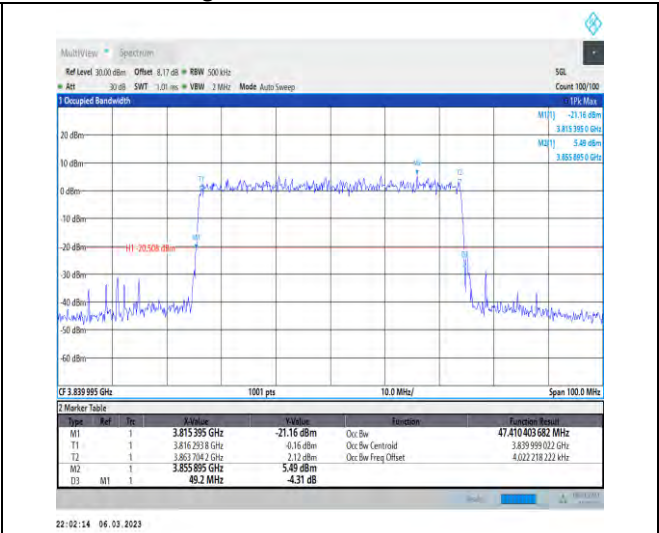 MultiView Spectrum
Ref Level 30.00 dBm Offset 8.17 dB RBW 500 kHz SGL
Att 30 dB SWT 1.01 ms VBW 2 MHz Mode Auto Sweep Count 100/100
1 Occupied Bandwidth 1Pk Max
M1[1] -21.16 dBm
3.815 395 0 GHz
20 dBm M2[1] 5.49 dBm
3.855 895 0 GHz
10 dBm
M2
T1 T2
0 dBm
-10 dBm
M1
-20 dBm H1 -20.508 dBm
D3
-30 dBm
-40 dBm
-50 dBm
-60 dBm
CF 3.839 995 GHz 1001 pts 10.0 MHz/ Span 100.0 MHz
2 Marker Table
Type Ref Trc X-Value Y-Value Function Function Result
M1 1 3.815 395 GHz -21.16 dBm Occ Bw 47.410 403 682 MHz
T1 1 3.816 293 8 GHz -0.16 dBm Occ Bw Centroid 3.839 999 022 GHz
T2 1 3.863 704 2 GHz 2.12 dBm Occ Bw Freq Offset 4.022 218 222 kHz
M2 1 3.855 895 GHz 5.49 dBm
D3 M1 1 49.2 MHz -4.31 dB
22:02:14 06.03.2023